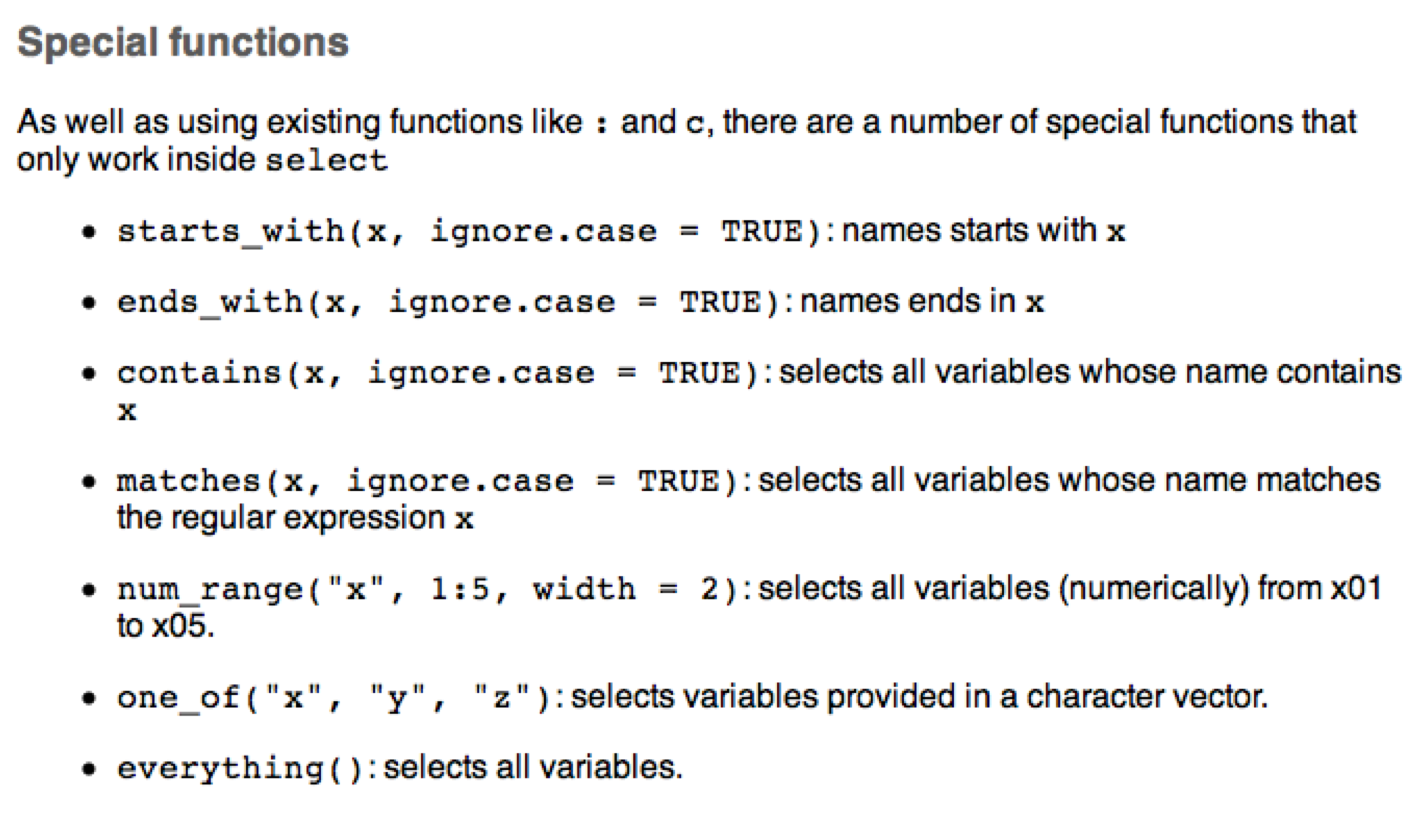 Special functions
As well as using existing functions like : and c, there are a number of special functions that
only work inside select
• starts_with(x, ignore.case = TRUE): names starts with x
• ends_with(x, ignore.case = TRUE): names ends in x
• contains(x, ignore.case = TRUE): selects all variables whose name contains
x
• matches(x, ignore.case = TRUE): selects all variables whose name matches
the regular expression x
• num_range("x", 1:5, width = 2): selects all variables (numerically) from x01
to x05.
• one_of("x", "y", "z"): selects variables provided in a character vector.
• everything(): selects all variables.